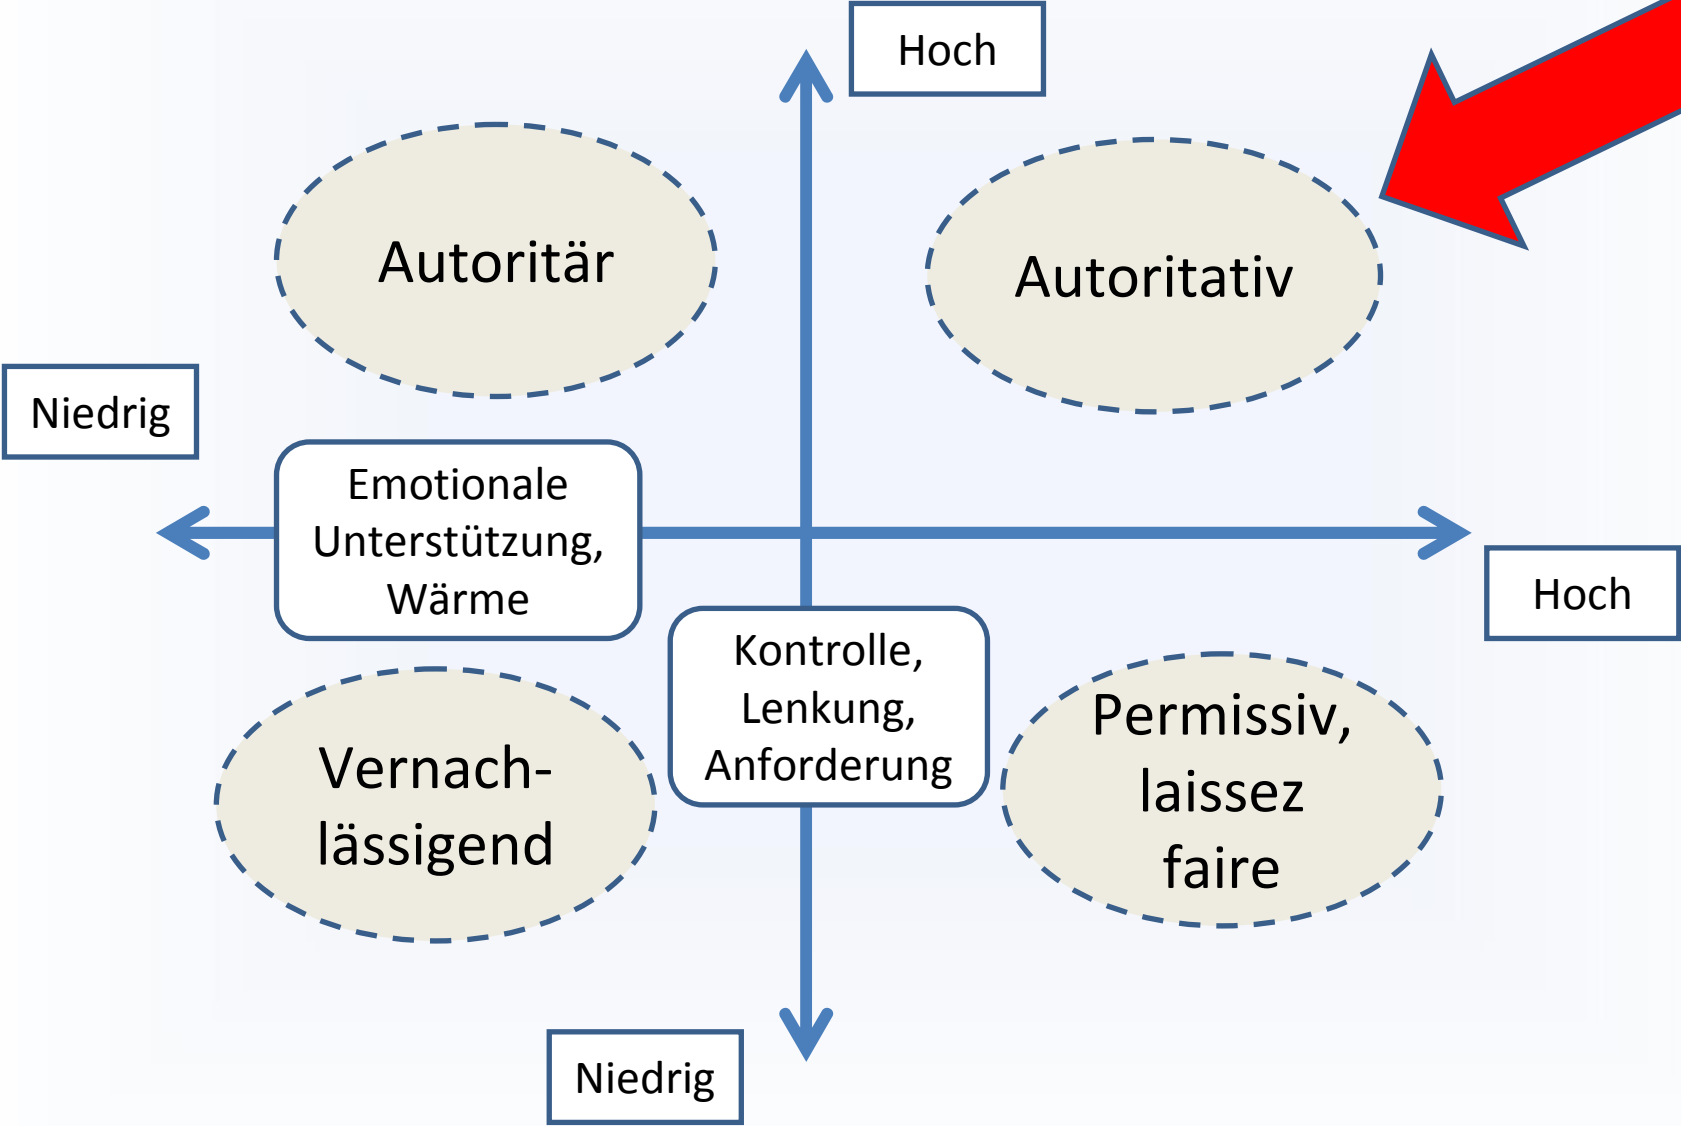 Hoch
Autoritär
Autoritativ
Niedrig
Emotionale
Unterstützung,
Wärme
Hoch
Kontrolle,
Lenkung,
Anforderung
Vernach-
lässigend
Permissiv,
laissez
faire
Niedrig